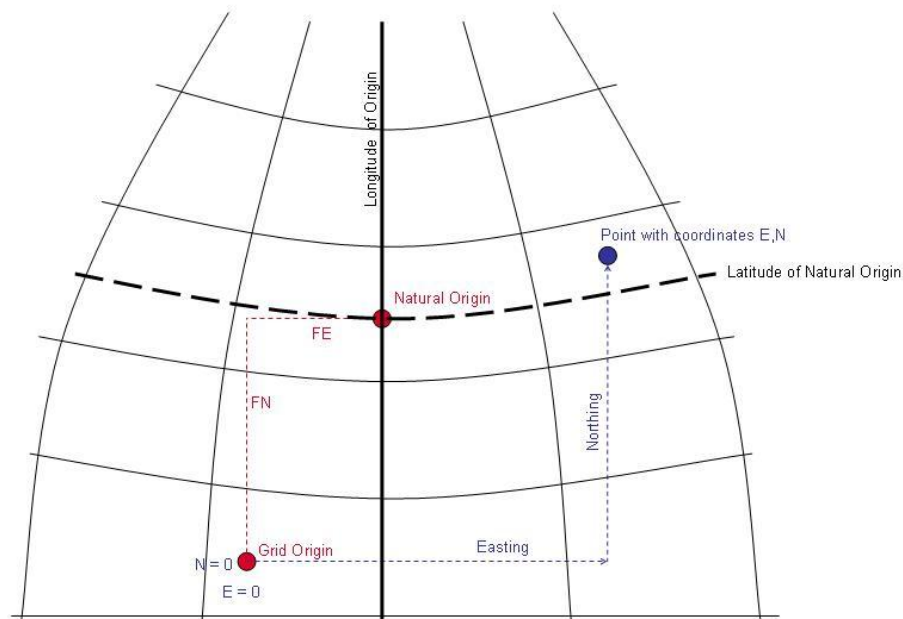 Longitude of Origin
Point with coordinates E,N
Latitude of Natural Origin
Natural Origin
FE
FN
Northing
Grid Origin
Easting
N = 0
E = 0